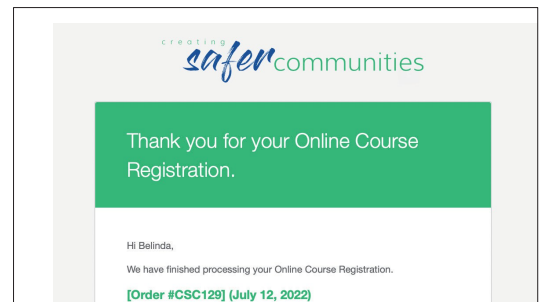 creating
safer communities
Thank you for your Online Course
Registration.
Hi Belinda,
We have finished processing your Online Course Registration.
[Order #CSC129] (July 12, 2022)